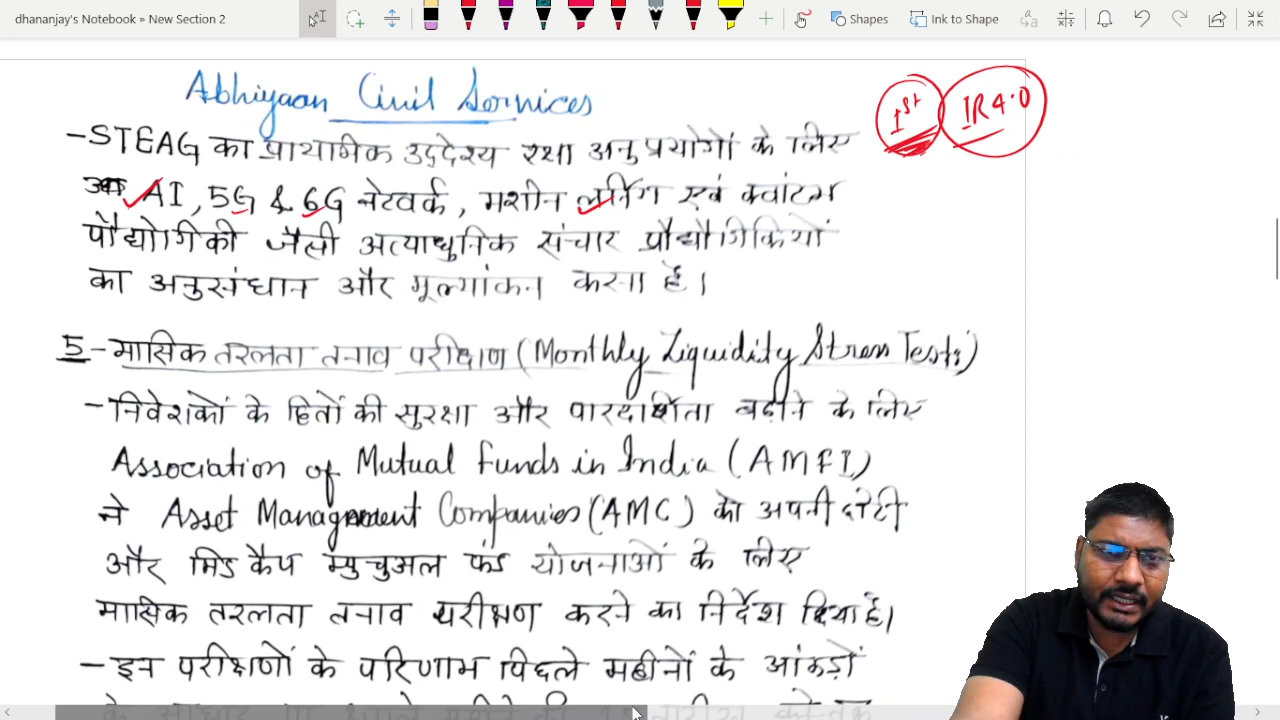 dhananjay's Notebook » New Section 2
Shapes
Ink to Shape
Abhiyaan Civil Services
1st IR 4.0
- STEAG का प्राथमिक उद्देश्य रक्षा अनुप्रयोगों के लिए
AI, 5G & 6G नेटवर्क, मशीन लर्निंग एवं क्वांटम
प्रौद्योगिकी जैसी अत्याधुनिक संचार प्रौद्योगिकियों
का अनुसंधान और मूल्यांकन करना है।
5 - मासिक तरलता तनाव परीक्षण (Monthly Liquidity Stress Test:)
- निवेशकों के हितों की सुरक्षा और पारदर्शिता बढ़ाने के लिए
Association of Mutual Funds in India (AMFI)
ने Asset Management Companies (AMC) को अपनी
और मिड कैप म्युचुअल फंड योजनाओं के लिए
मासिक तरलता तनाव परीक्षण करने का निर्देश दिया है।
- इन परीक्षणों के परिणाम पिछले महीनों के आंकड़ों